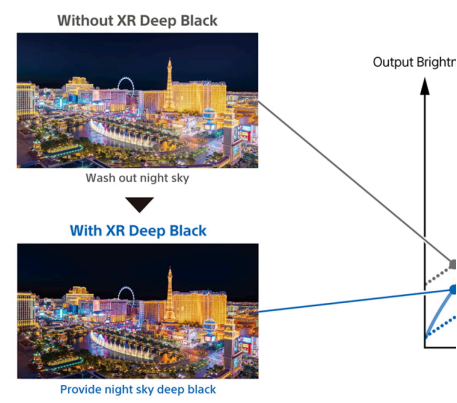 Without XR Deep Black
Output Brightn
Wash out night sky
With XR Deep Black
Provide night sky deep black